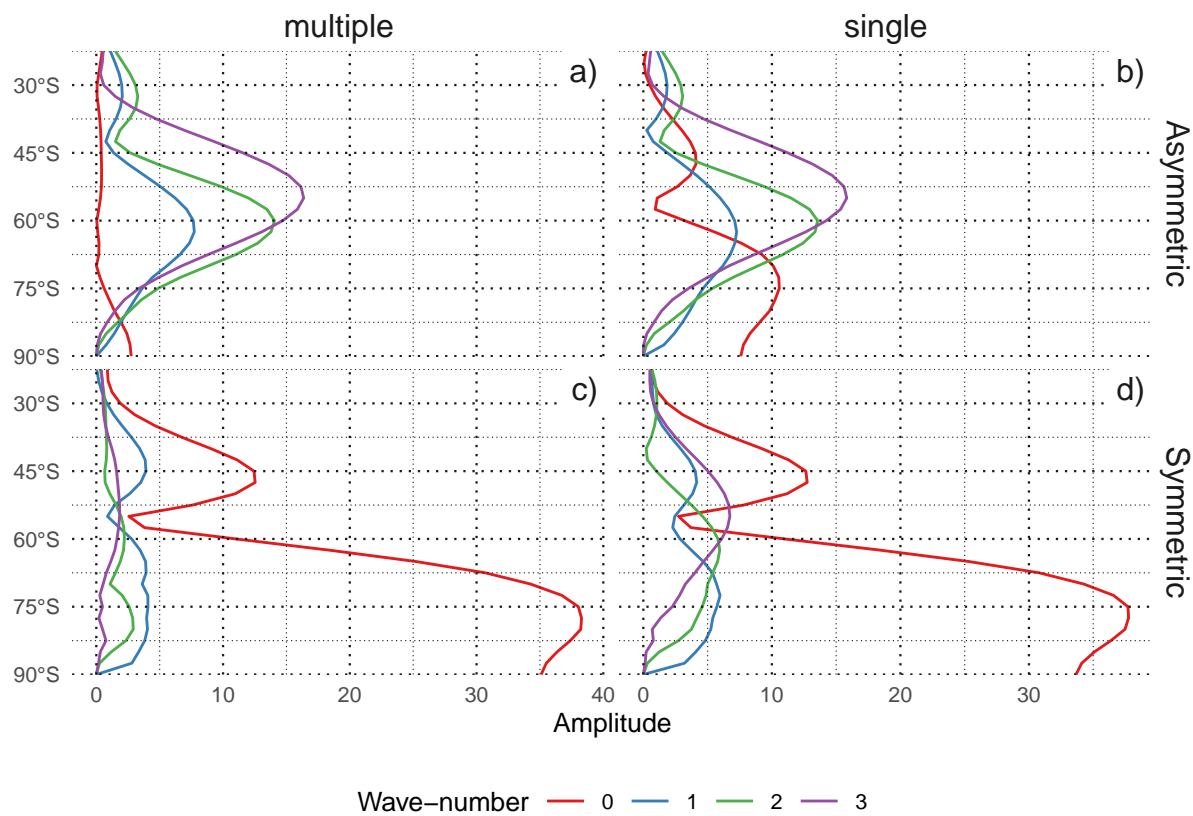 multiple single
a) b)
30°S
45°S
60°S
75°S
90°S
Asymmetric
c) d)
30°S
45°S
60°S
75°S
90°S
Symmetric
0 10 20 30 40 0 10 20 30
Amplitude
Wave−number 0 1 2 3